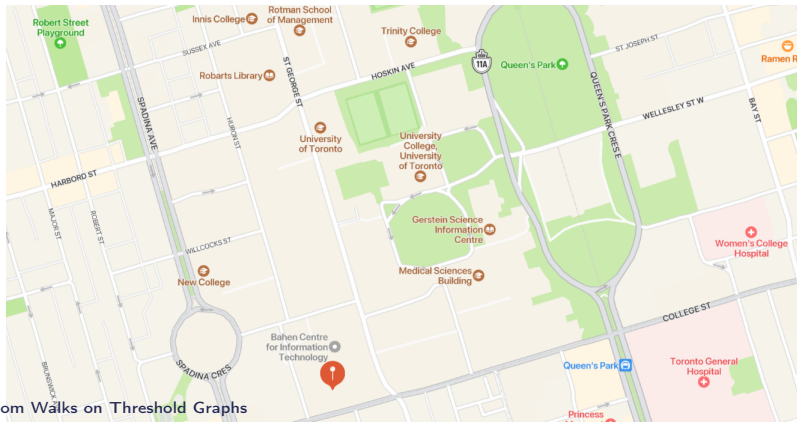 Robert Street
Playground
Innis College
Rotman School
of Management
Trinity College
SUSSEX AVE
ST GEORGE ST
HOSKIN AVE
11A
Queen's Park
ST JOSEPH ST
Ramen R
Robarts Library
SPADINA AVE
HURON ST
University
of Toronto
University
College,
University
of Toronto
QUEEN'S PARK CRES E
WELLESLEY ST W
BAY ST
HARBORD ST
MAJOR ST
ROBERT ST
Gerstein Science
Information
Centre
WILLCOCKS ST
Women's College
Hospital
New College
Medical Sciences
Building
COLLEGE ST
Bahen Centre
for Information
Technology
SPADINA CRES
BRUNSWICK
Queen's Park
Toronto General
Hospital
om Walks on Threshold Graphs
Princess